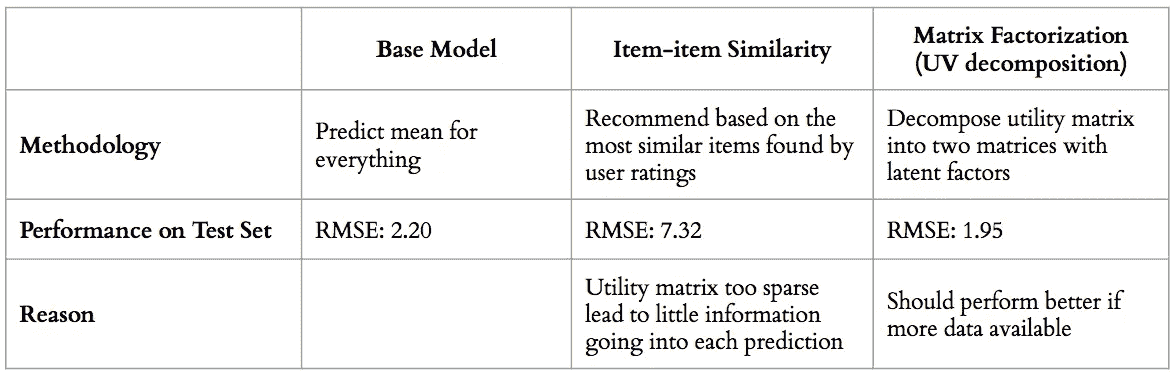 Base Model
Item-item Similarity
Matrix Factorization
(UV decomposition)
Methodology
Predict mean for
everything
Recommend based on the
most similar items found by
user ratings
Decompose utility matrix
into two matrices with
latent factors
Performance on Test Set
RMSE: 2.20
RMSE: 7.32
RMSE: 1.95
Reason
Utility matrix too sparse
lead to little information
going into each prediction
Should perform better if
more data available